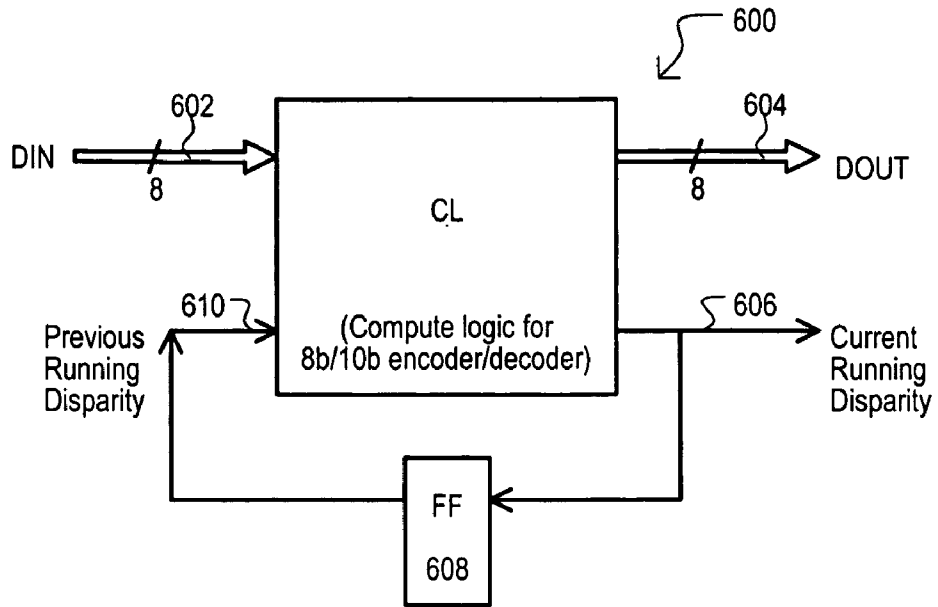 600
602
604
DIN
8
8
DOUT
CL
610
606
Previous
Running
Disparity
(Compute logic for
8b/10b encoder/decoder)
Current
Running
Disparity
FF
608